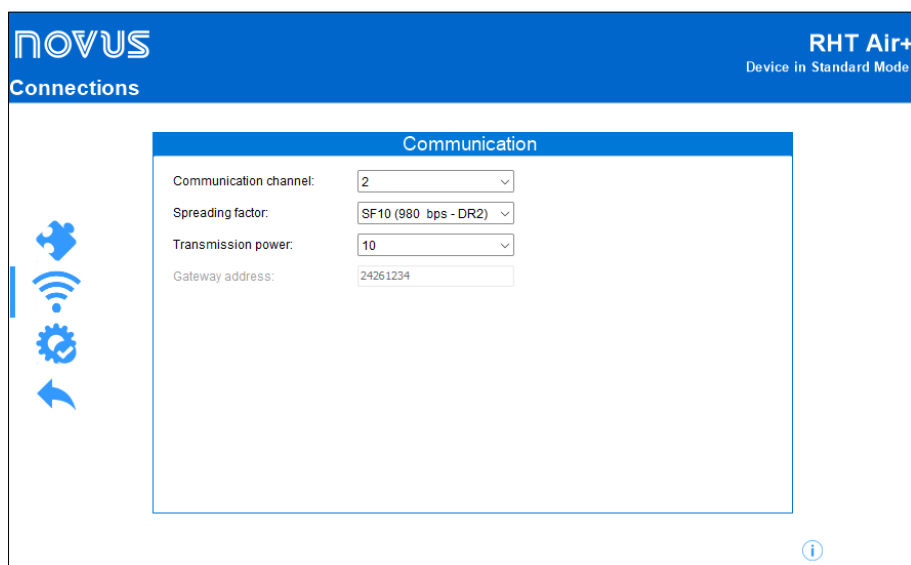 NOVUS
RHT Air+
Device in Standard Mode
Connections
Communication
Communication channel: 2
Spreading factor: SF10 (980 bps - DR2)
Transmission power: 10
Gateway address: 24261234
i